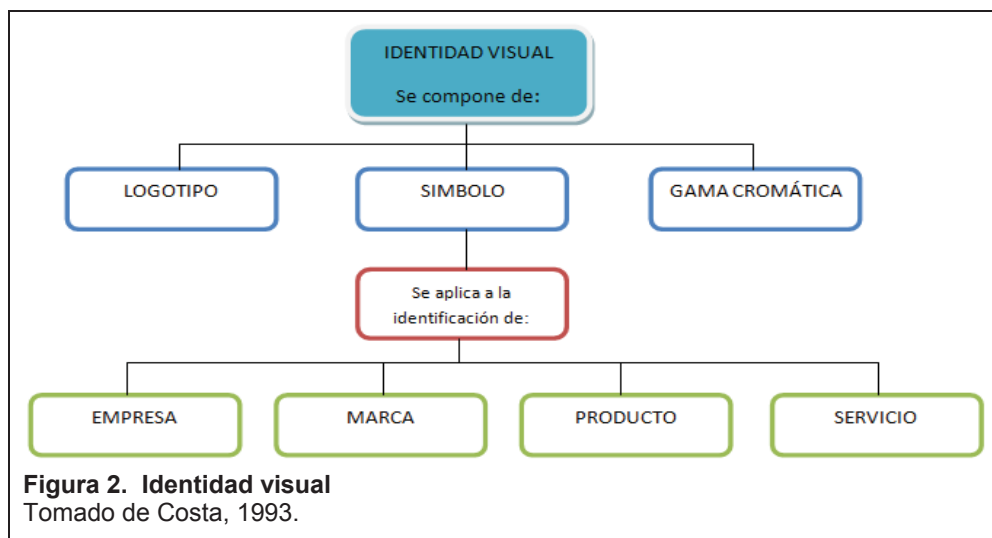 IDENTIDAD VISUAL
Se compone de:
LOGOTIPO
SIMBOLO
GAMA CROMÁTICA
Se aplica a la
identificación de:
EMPRESA
MARCA
PRODUCTO
SERVICIO
Figura 2. Identidad visual
Tomado de Costa, 1993.